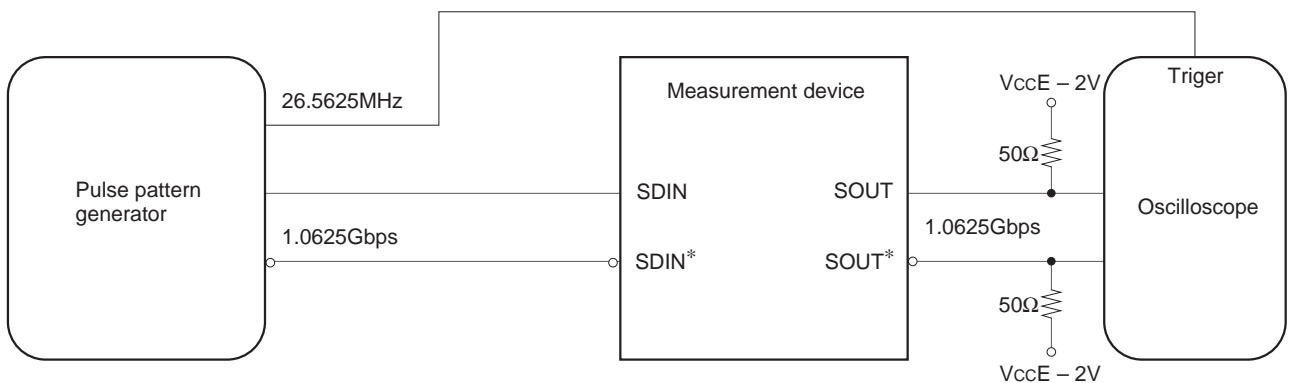 26.5625MHz
Pulse pattern
generator
1.0625Gbps
Measurement device
SDIN
SDIN*
SOUT
SOUT*
1.0625Gbps
VCCE – 2V
50Ω
50Ω
VCCE – 2V
Triger
Oscilloscope